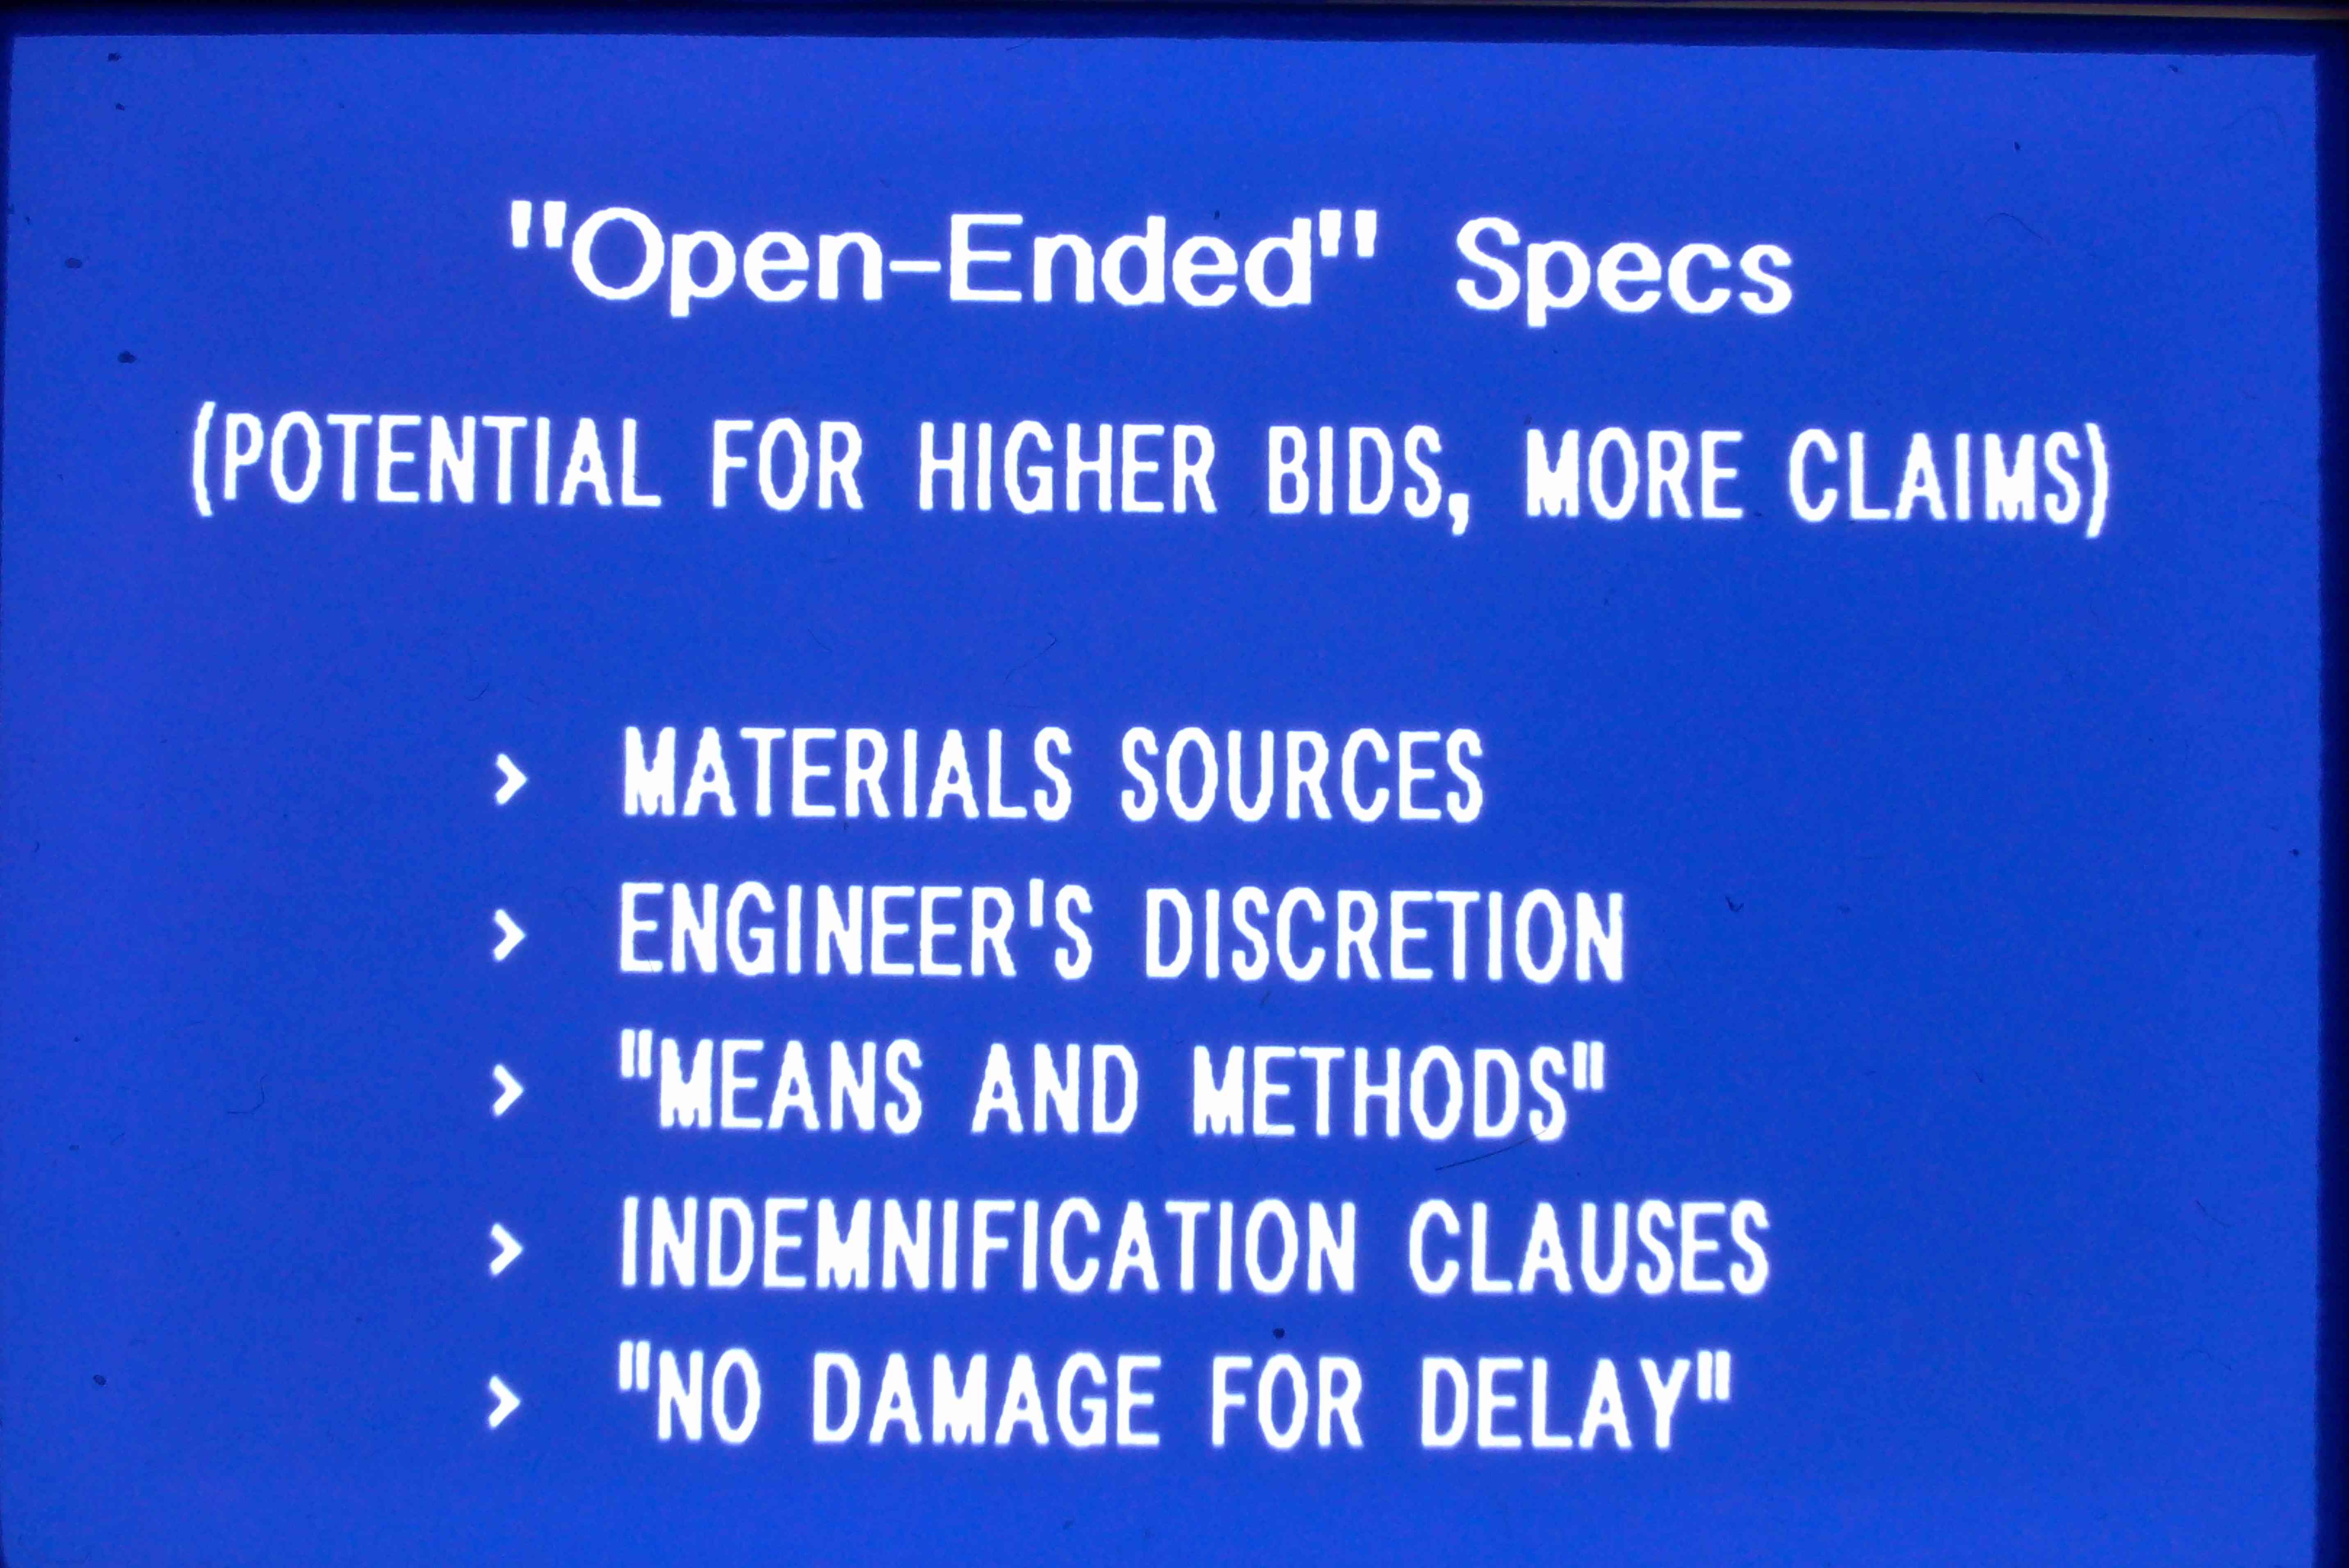 "Open-Ended" Specs
(POTENTIAL FOR HIGHER BIDS, MORE CLAIMS)
> MATERIALS SOURCES
> ENGINEER'S DISCRETION
> "MEANS AND METHODS"
> INDEMNIFICATION CLAUSES
> "NO DAMAGE FOR DELAY"